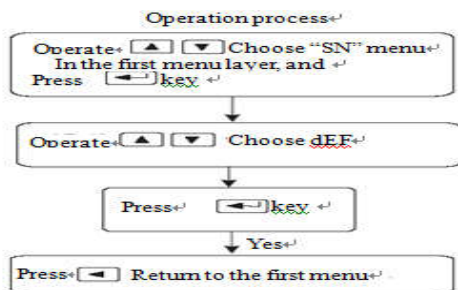 Operation process
Operate Choose “SN” menu
In the first menu layer, and
Press key
Operate Choose dEF
Press key
Yes
Press Return to the first menu